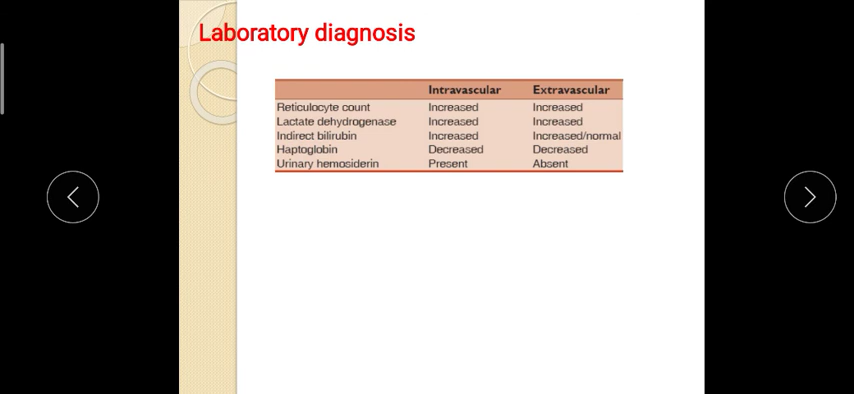 Laboratory diagnosis
Intravascular Extravascular
Reticulocyte count Increased Increased
Lactate dehydrogenase Increased Increased
Indirect bilirubin Increased Increased/normal
Haptoglobin Decreased Decreased
Urinary hemosiderin Present Absent